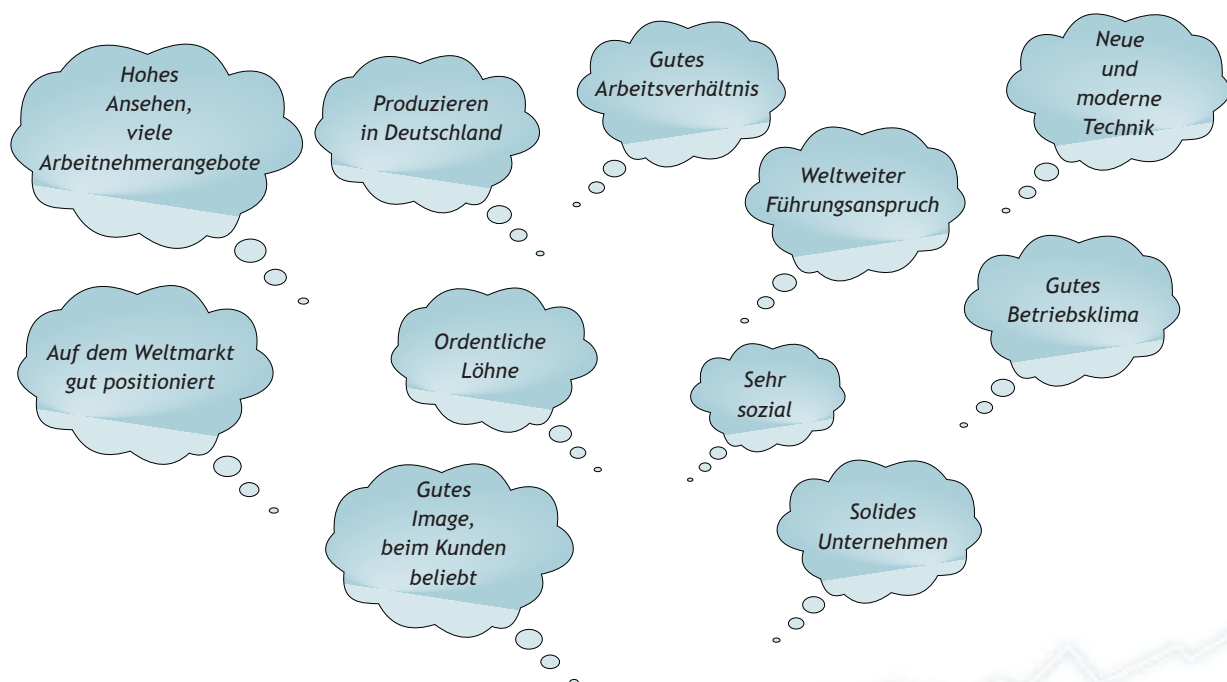 Hohes
Ansehen,
viele
Arbeitnehmerangebote
Produzieren
in Deutschland
Gutes
Arbeitsverhältnis
Weltweiter
Führungsanspruch
Neue
und
moderne
Technik
Auf dem Weltmarkt
gut positioniert
Ordentliche
Löhne
Sehr
sozial
Gutes
Betriebsklima
Gutes
Image,
beim Kunden
beliebt
Solides
Unternehmen